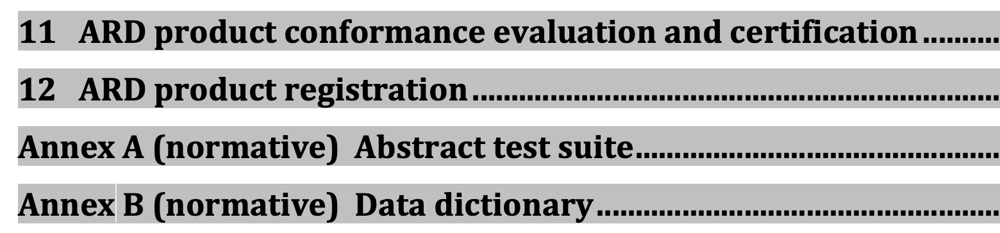 11 ARD product conformance evaluation and certification..........
12 ARD product registration....................................................................
Annex A (normative) Abstract test suite...............................................
Annex B (normative) Data dictionary....................................................